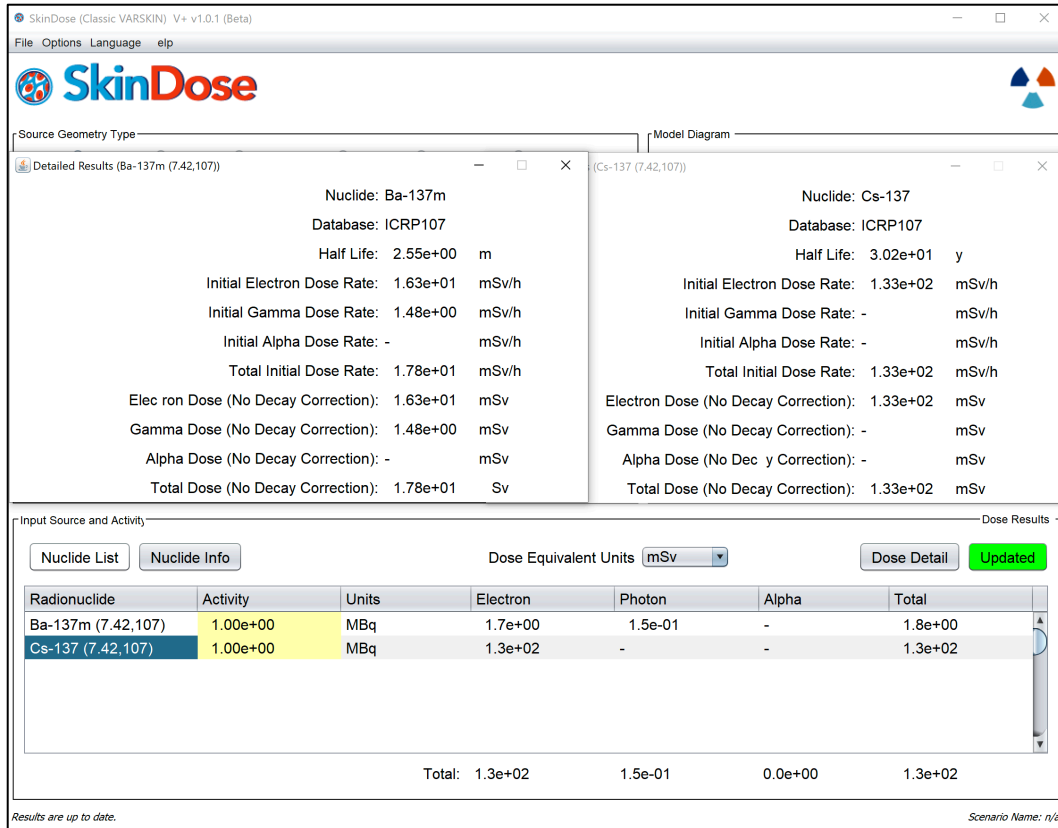 SkinDose (Classic VARSKIN) V+ v1.0.1 (Beta)
File Options Language elp
SkinDose
Source Geometry Type
Model Diagram
Detailed Results (Ba-137m (7.42,107))
Nuclide: Ba-137m
Database: ICRP107
Half Life: 2.55e+00 m
Initial Electron Dose Rate: 1.63e+01 mSv/h
Initial Gamma Dose Rate: 1.48e+00 mSv/h
Initial Alpha Dose Rate: - mSv/h
Total Initial Dose Rate: 1.78e+01 mSv/h
Elec ron Dose (No Decay Correction): 1.63e+01 mSv
Gamma Dose (No Decay Correction): 1.48e+00 mSv
Alpha Dose (No Decay Correction): - mSv
Total Dose (No Decay Correction): 1.78e+01 Sv
(Cs-137 (7.42,107))
Nuclide: Cs-137
Database: ICRP107
Half Life: 3.02e+01 y
Initial Electron Dose Rate: 1.33e+02 mSv/h
Initial Gamma Dose Rate: - mSv/h
Initial Alpha Dose Rate: - mSv/h
Total Initial Dose Rate: 1.33e+02 mSv/h
Electron Dose (No Decay Correction): 1.33e+02 mSv
Gamma Dose (No Decay Correction): - mSv
Alpha Dose (No Dec y Correction): - mSv
Total Dose (No Decay Correction): 1.33e+02 mSv
Input Source and Activity
Dose Results
Nuclide List Nuclide Info Dose Equivalent Units mSv Dose Detail Updated
Radionuclide Activity Units Electron Photon Alpha Total
Ba-137m (7.42,107) 1.00e+00 MBq 1.7e+00 1.5e-01 - 1.8e+00
Cs-137 (7.42,107) 1.00e+00 MBq 1.3e+02 - - 1.3e+02
Total: 1.3e+02 1.5e-01 0.0e+00 1.3e+02
Results are up to date.
Scenario Name: n/a